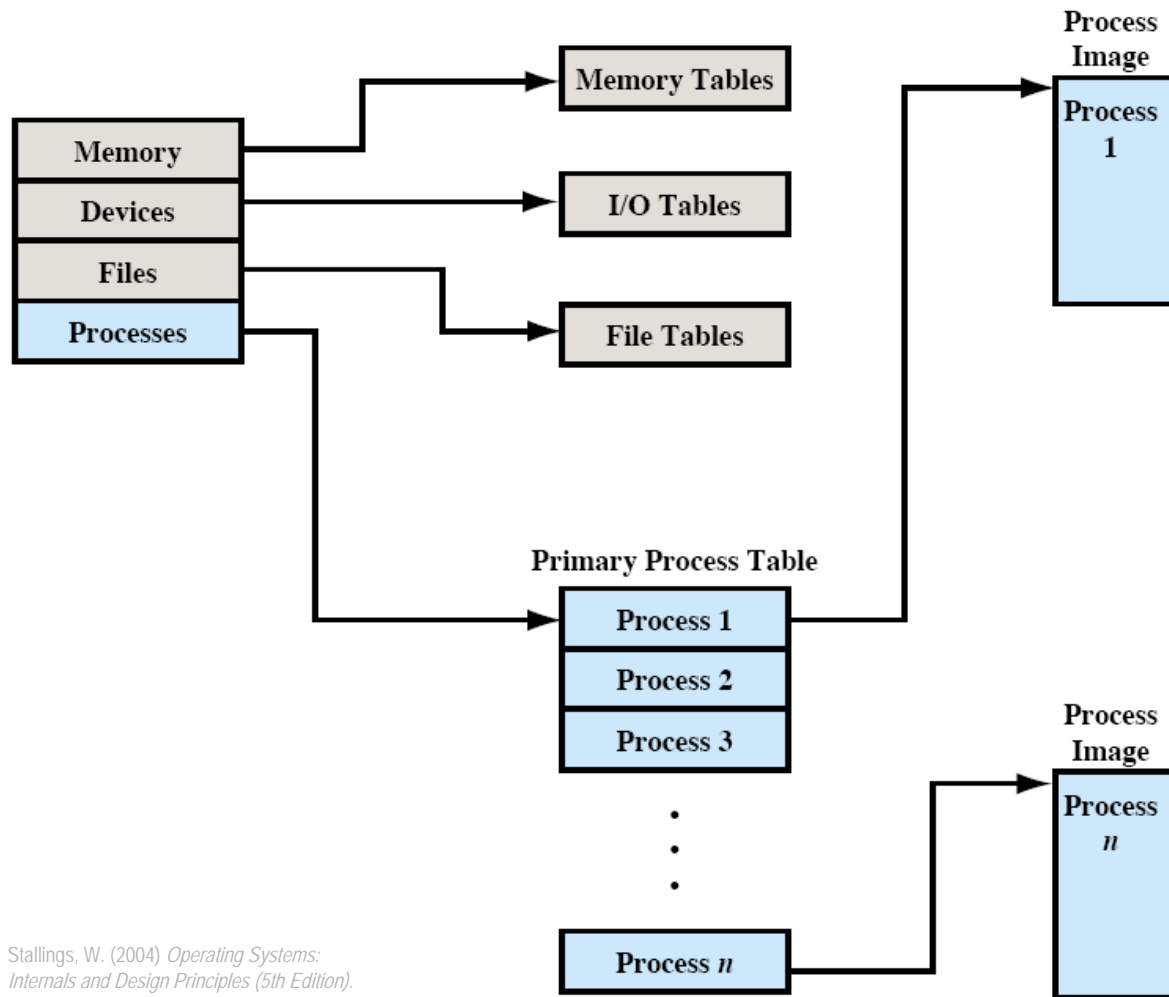 Memory
Devices
Files
Processes
Memory Tables
I/O Tables
File Tables
Primary Process Table
Process 1
Process 2
Process 3
Process n
Process
Image
Process
1
Process
Image
Process
n
Stallings, W. (2004) Operating Systems:
Internals and Design Principles (5th Edition).